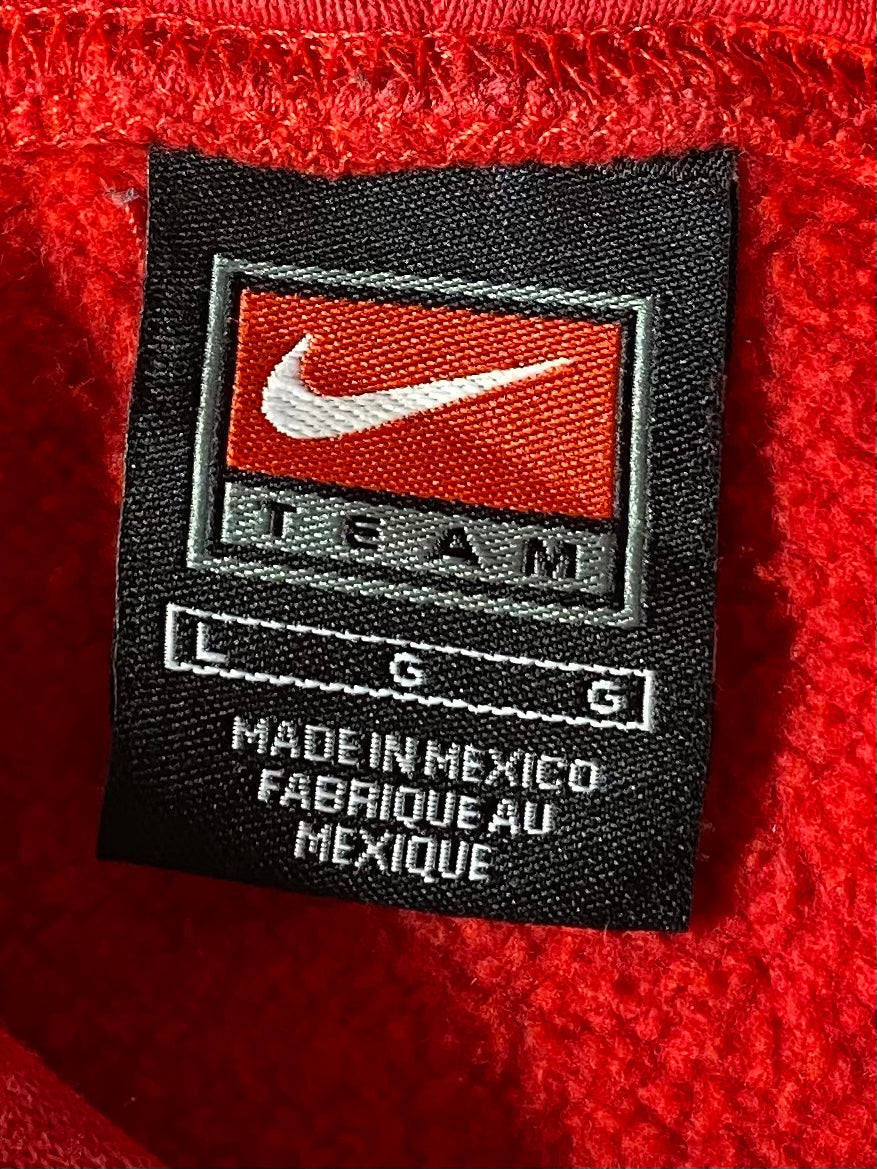 TEAM
L G G
MADE IN MEXICO
FABRIQUE AU
MEXIQUE